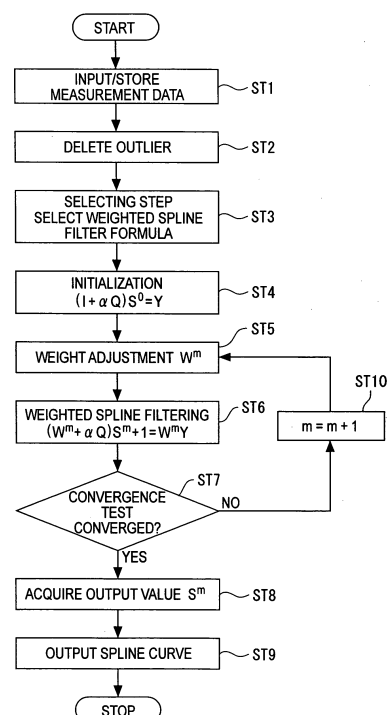 START
INPUT/STORE
MEASUREMENT DATA
ST1
DELETE OUTLIER
ST2
SELECTING STEP
SELECT WEIGHTED SPLINE
FILTER FORMULA
ST3
INITIALIZATION
(I+αQ)S⁰=Y
ST4
ST5
WEIGHT ADJUSTMENT Wᵐ
ST10
m=m+1
WEIGHTED SPLINE FILTERING
(Wᵐ+αQ)Sᵐ+1=WᵐY
ST6
ST7
CONVERGENCE
TEST
CONVERGED?
NO
YES
ACQUIRE OUTPUT VALUE Sᵐ
ST8
OUTPUT SPLINE CURVE
ST9
STOP